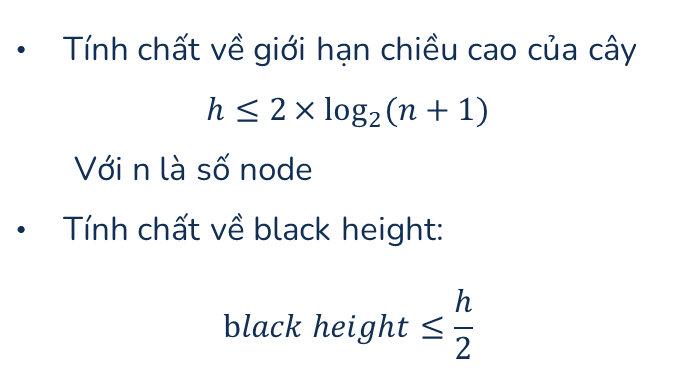 • Tính chất về giới hạn chiều cao của cây
h ≤ 2 × log₂(n + 1)
Với n là số node
• Tính chất về black height:
black height ≤ h/2